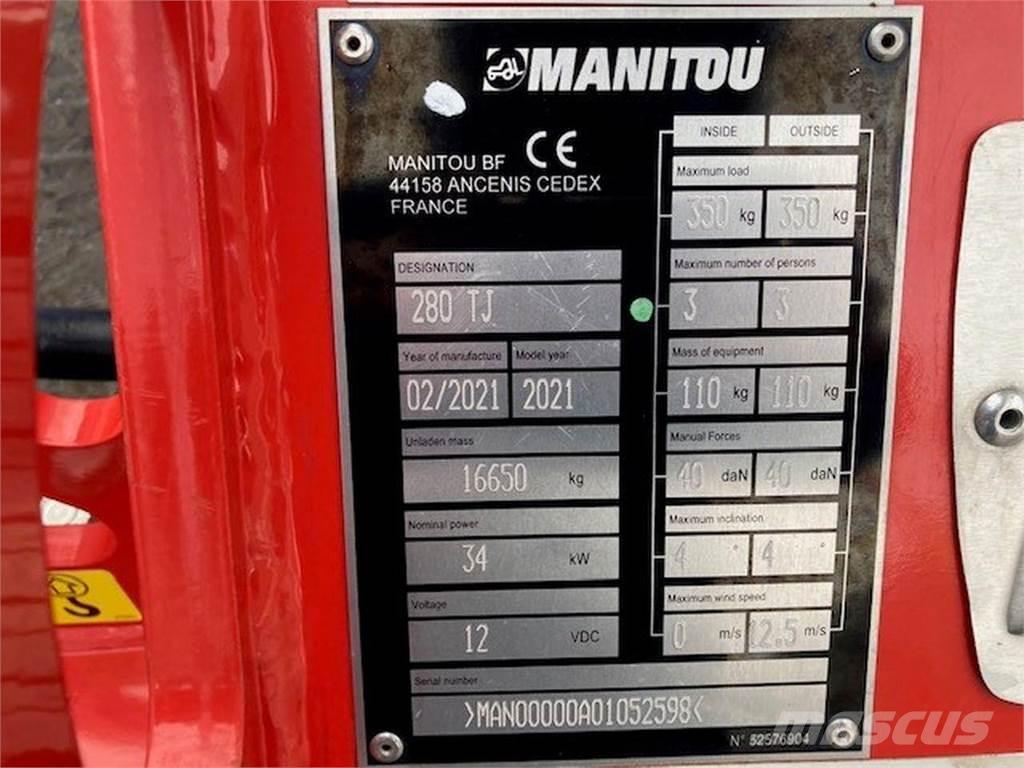 MANITOU
MANITOU BF CE
44158 ANCENIS CEDEX
FRANCE
DESIGNATION
280 TJ
Year of manufacture Model year
02/2021 2021
Unladen mass
16650 kg
Nominal power
34 kW
Voltage
12 VDC
Serial number
>MAN00000A01052598<
INSIDE OUTSIDE
Maximum load
350 kg 350 kg
Maximum number of persons
3 3
Mass of equipment
110 kg 110 kg
Manual Forces
40 daN 40 daN
Maximum inclination
4 ° 4 °
Maximum wind speed
0 m/s 12.5 m/s
N° 52576904
MASCUS